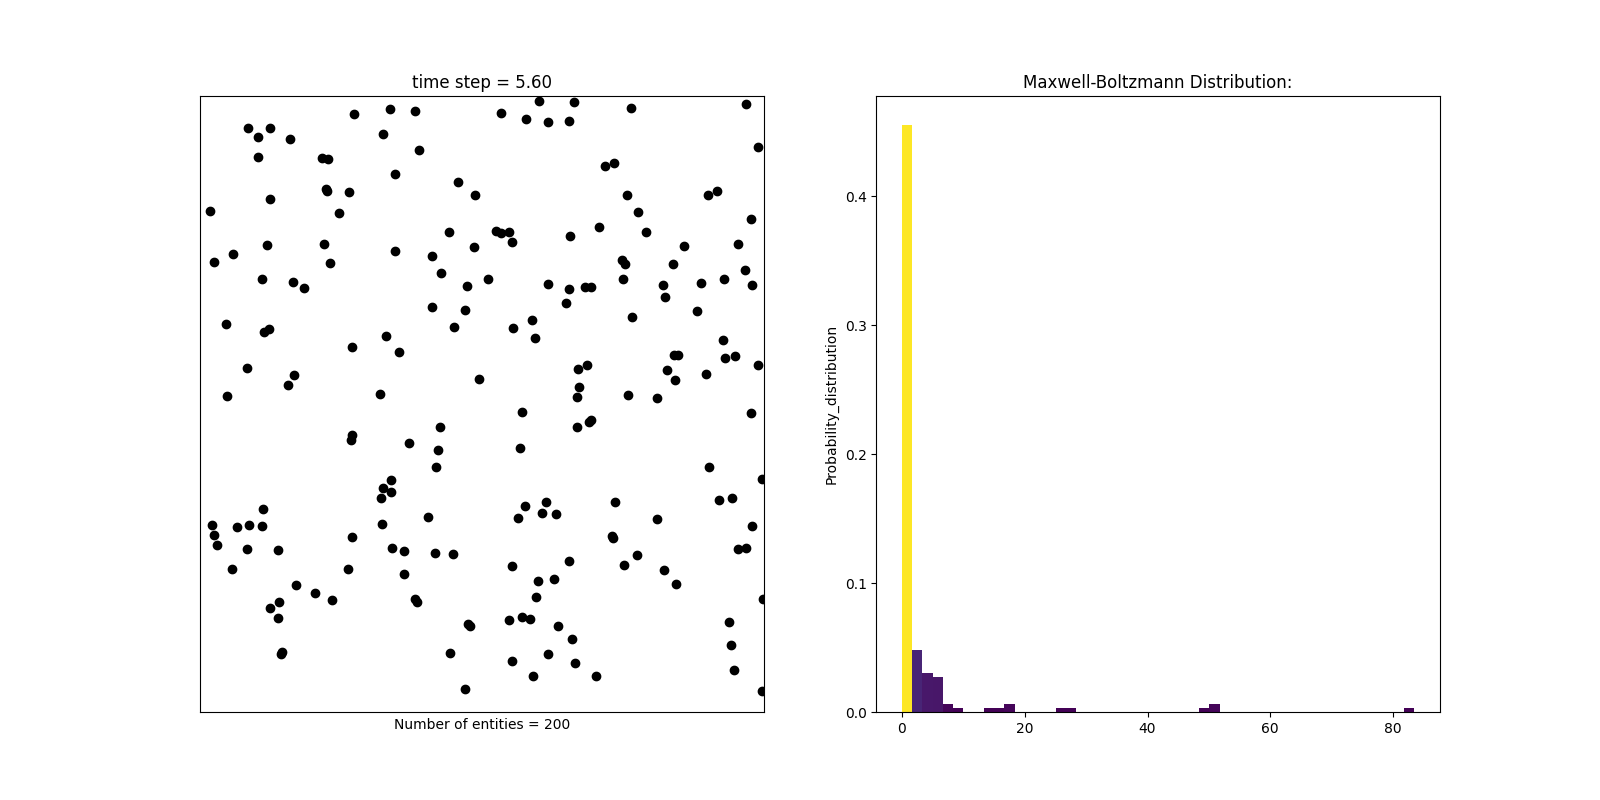 time step = 5.60
Number of entities = 200
Maxwell-Boltzmann Distribution:
Probability_distribution
0.4
0.3
0.2
0.1
0.0
0 20 40 60 80